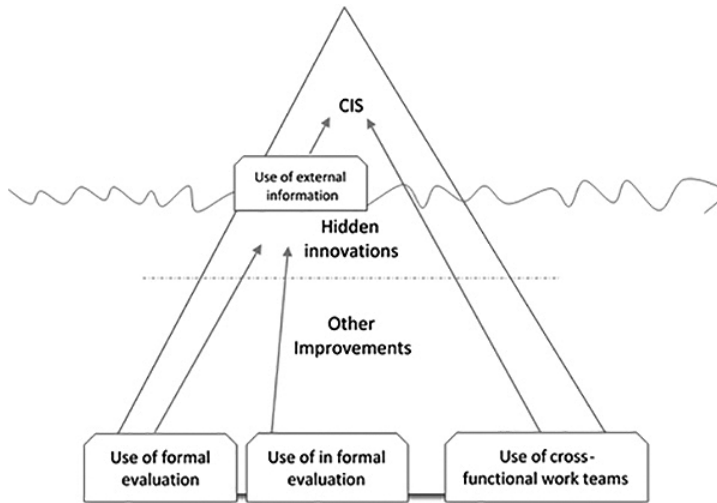 CIS
Use of external
information
Hidden
innovations
Other
Improvements
Use of formal
evaluation
Use of in formal
evaluation
Use of cross-
functional work teams